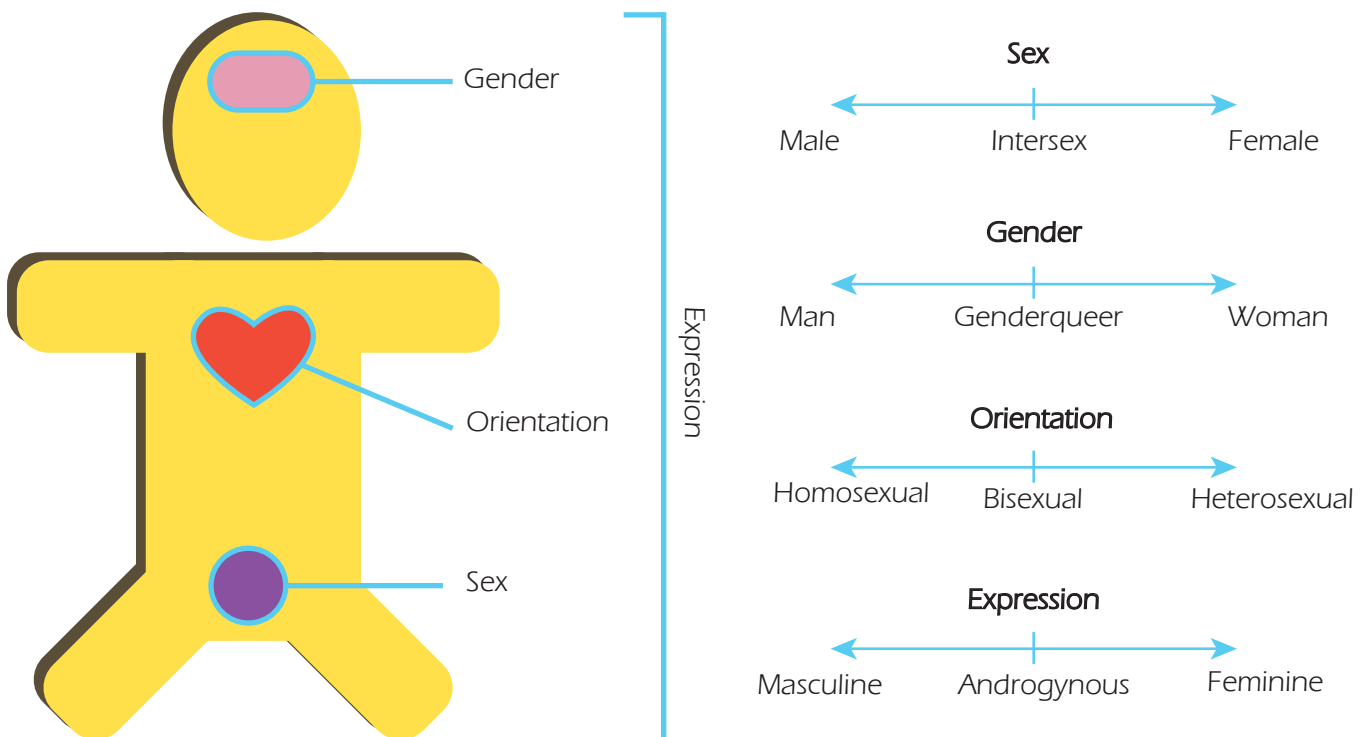 Gender
Orientation
Sex
Expression
Sex
Male Intersex Female
Gender
Man Genderqueer Woman
Orientation
Homosexual Bisexual Heterosexual
Expression
Masculine Androgynous Feminine